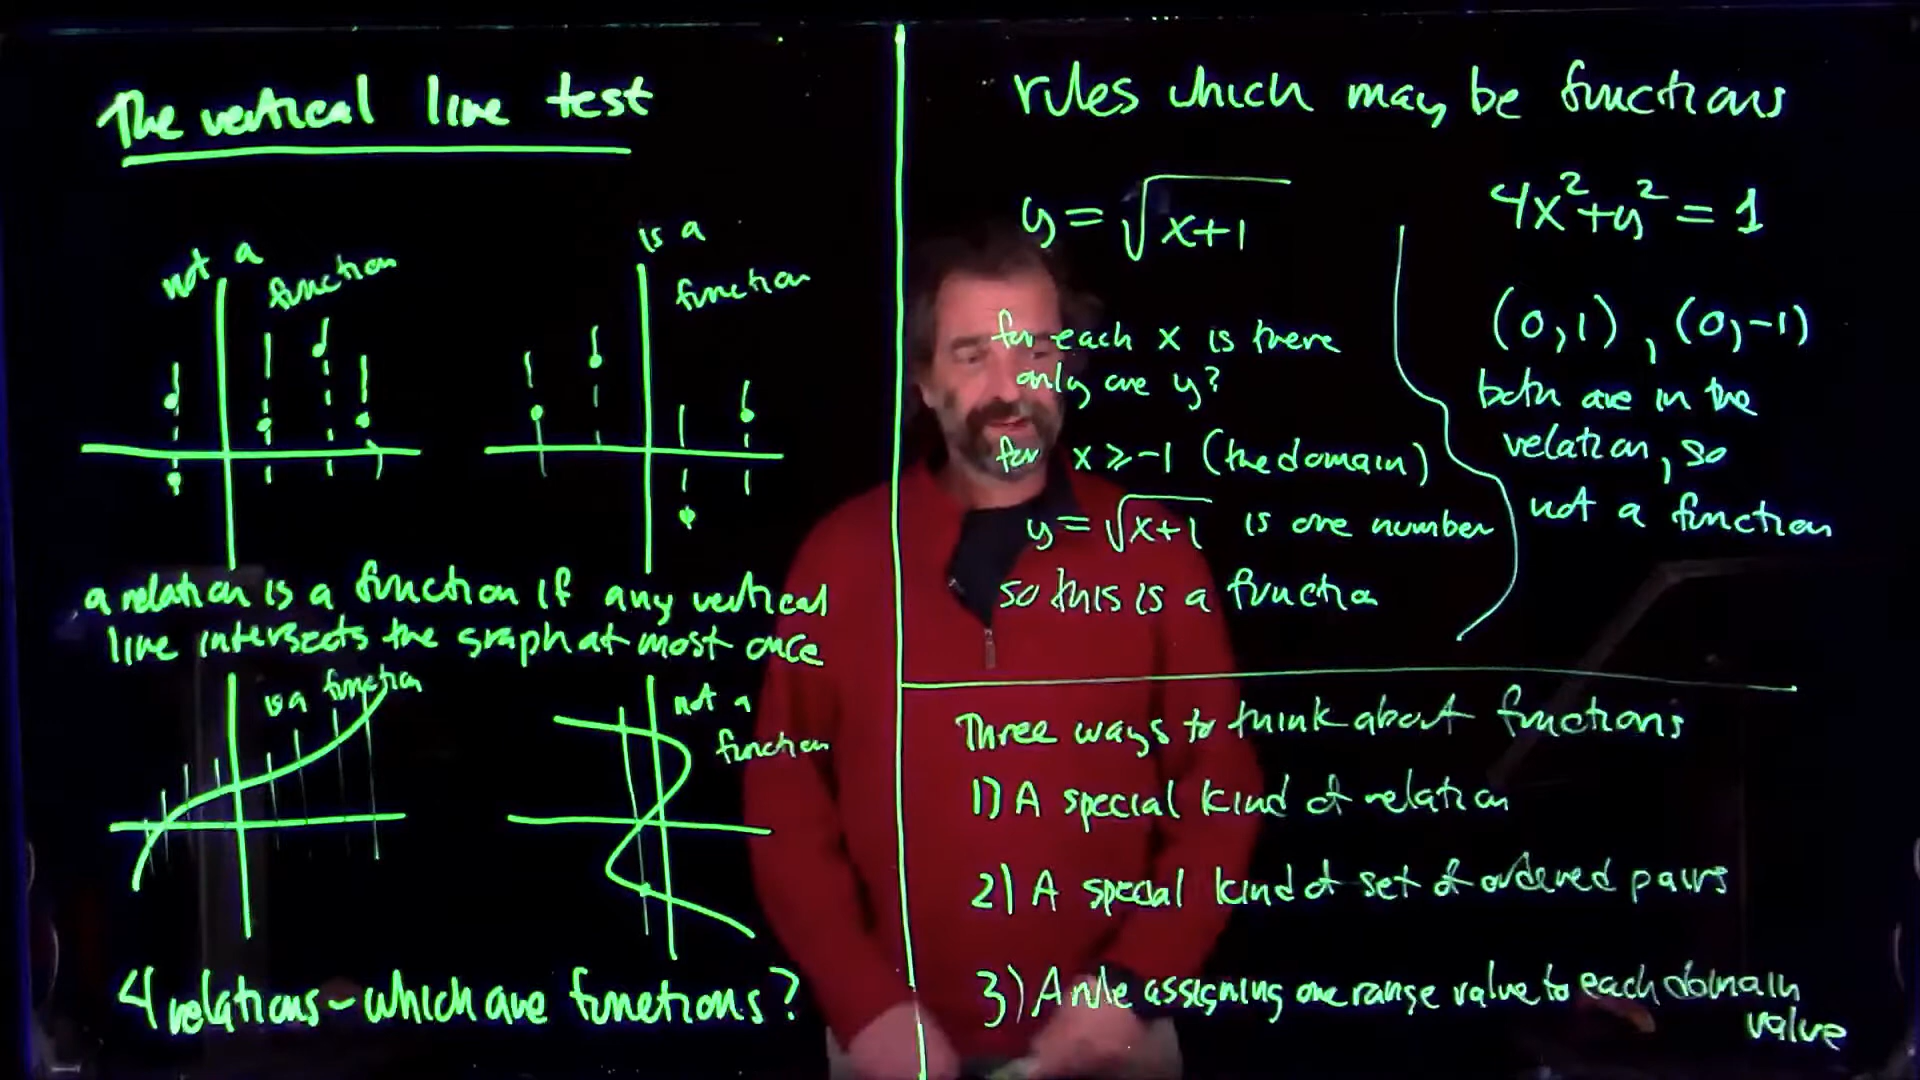 The vertical line test
not a
function
is a
function
a relation is a function if any vertical
line intersects the graph at most once
is a function
not a
function
4 relations - which are functions?
rules which may be functions
y = √x+1
for each x is there
only one y?
for x ⩾ -1 (the domain)
y = √x+1 is one number
so this is a function
4x²+y² = 1
(0,1), (0,-1)
both are in the
relation, so
not a function
Three ways to think about functions
1) A special kind of relation
2) A special kind of set of ordered pairs
3) A rule assigning one range value to each domain
value